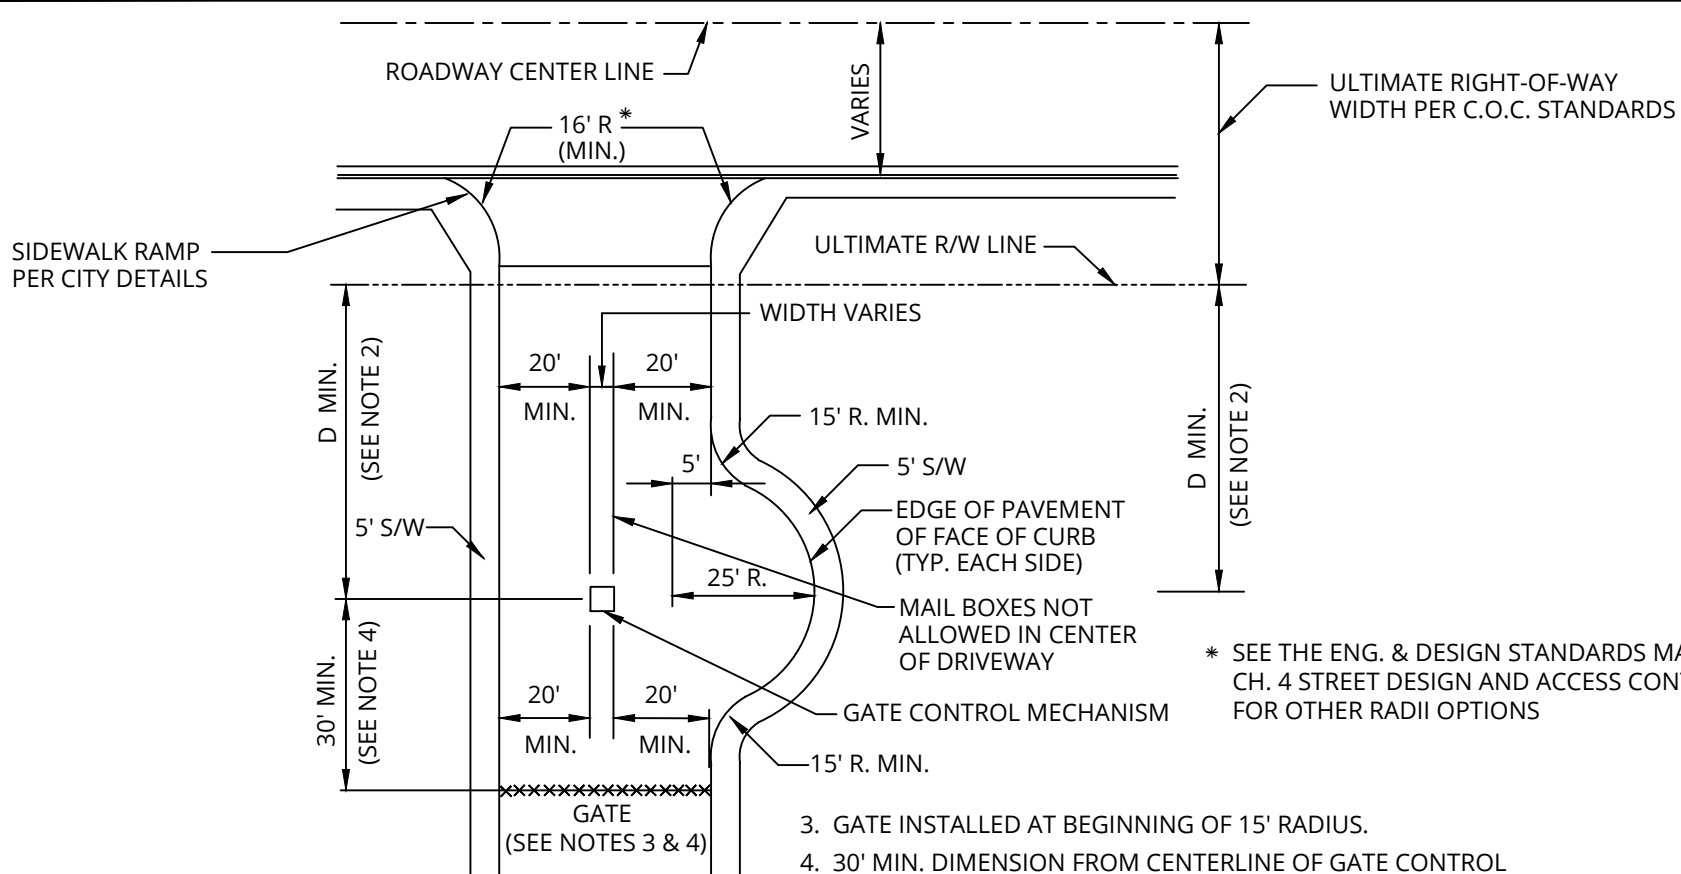 ROADWAY CENTER LINE
VARIES
ULTIMATE RIGHT-OF-WAY
WIDTH PER C.O.C. STANDARDS
16' R *
(MIN.)
SIDEWALK RAMP
PER CITY DETAILS
ULTIMATE R/W LINE
WIDTH VARIES
D MIN.
(SEE NOTE 2)
20'
MIN.
20'
MIN.
15' R. MIN.
5'
5' S/W
D MIN.
(SEE NOTE 2)
EDGE OF PAVEMENT
OF FACE OF CURB
(TYP. EACH SIDE)
5' S/W
25' R.
MAIL BOXES NOT
ALLOWED IN CENTER
OF DRIVEWAY
* SEE THE ENG. & DESIGN STANDARDS
CH. 4 STREET DESIGN AND ACCESS
FOR OTHER RADII OPTIONS
30' MIN.
(SEE NOTE 4)
20'
MIN.
20'
MIN.
GATE CONTROL MECHANISM
15' R. MIN.
GATE
(SEE NOTES 3 & 4)
3. GATE INSTALLED AT BEGINNING OF 15' RADIUS.
4. 30' MIN. DIMENSION FROM CENTERLINE OF GATE CONTROL